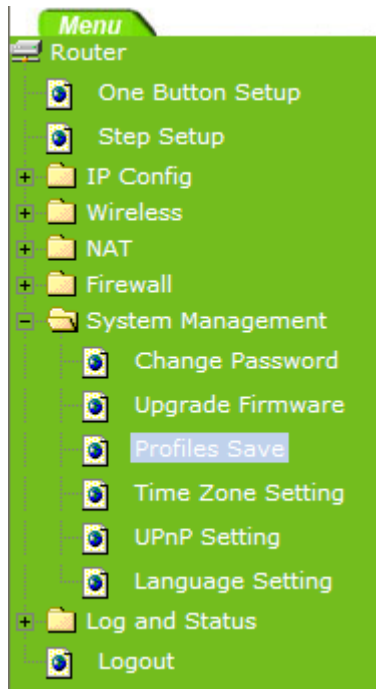 Menu
Router
One Button Setup
Step Setup
IP Config
Wireless
NAT
Firewall
System Management
Change Password
Upgrade Firmware
Profiles Save
Time Zone Setting
UPnP Setting
Language Setting
Log and Status
Logout